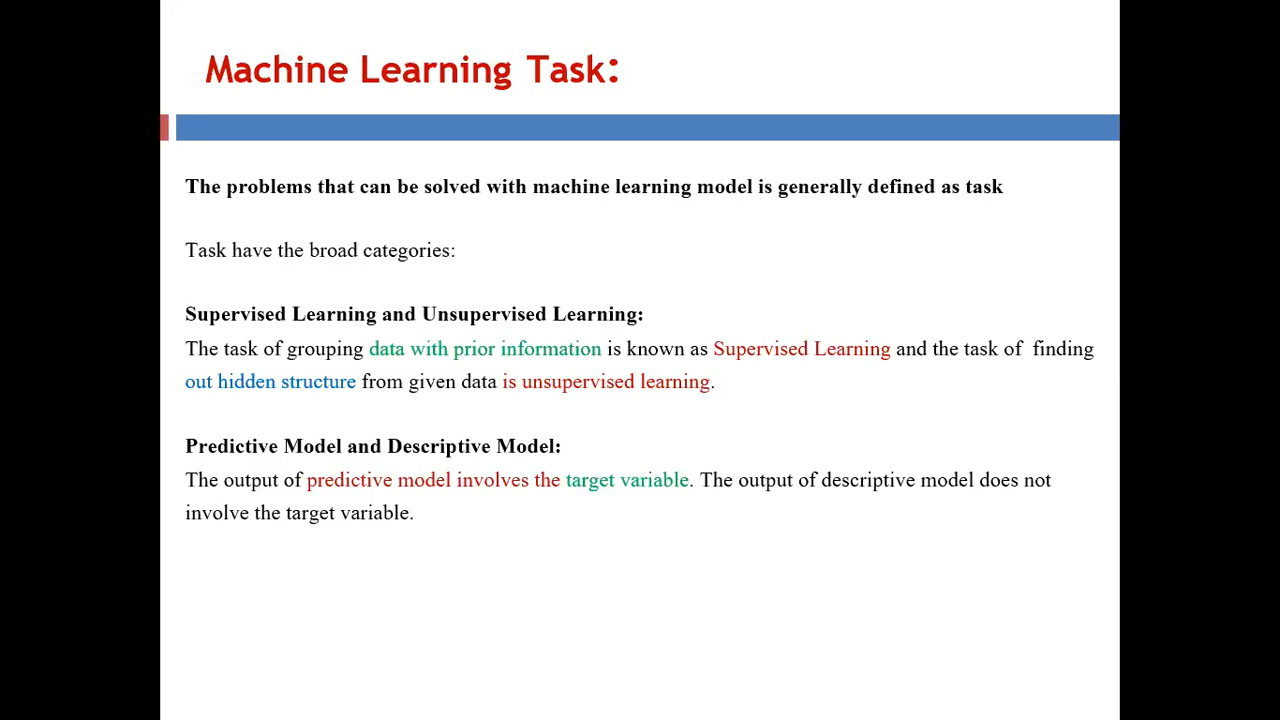 Machine Learning Task:
The problems that can be solved with machine learning model is generally defined as task
Task have the broad categories:
Supervised Learning and Unsupervised Learning:
The task of grouping data with prior information is known as Supervised Learning and the task of finding
out hidden structure from given data is unsupervised learning.
Predictive Model and Descriptive Model:
The output of predictive model involves the target variable. The output of descriptive model does not
involve the target variable.